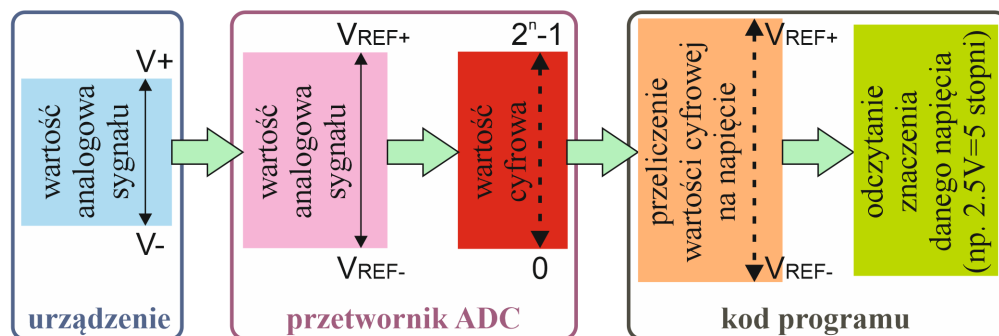 V+
wartość
analogowa
sygnału
V-
urządzenie
VREF+
wartość
analogowa
sygnału
VREF-
2ⁿ-1
wartość
cyfrowa
0
przetwornik ADC
VREF+
przeliczenie
wartości cyfrowej
na napięcie
VREF-
odczytanie
znaczenia
danego napięcia
(np. 2.5V=5 stopni)
kod programu